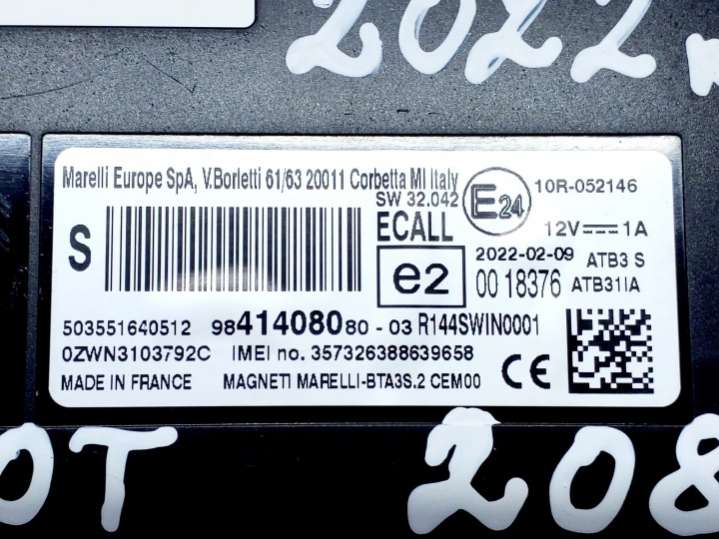 2022
Marelli Europe SpA, V.Borletti 61/63 20011 Corbetta MI Italy
SW 32.042
E24
10R-052146
12V 1A
S
ECALL
e2
2022-02-09
ATB3 S
00 18376
ATB31IA
503551640512 9841408080-03 R144SWIN0001
0ZWN3103792C IMEI no. 357326388639658
CE
MADE IN FRANCE MAGNETI MARELLI-BTA3S.2 CEM00
OT 208